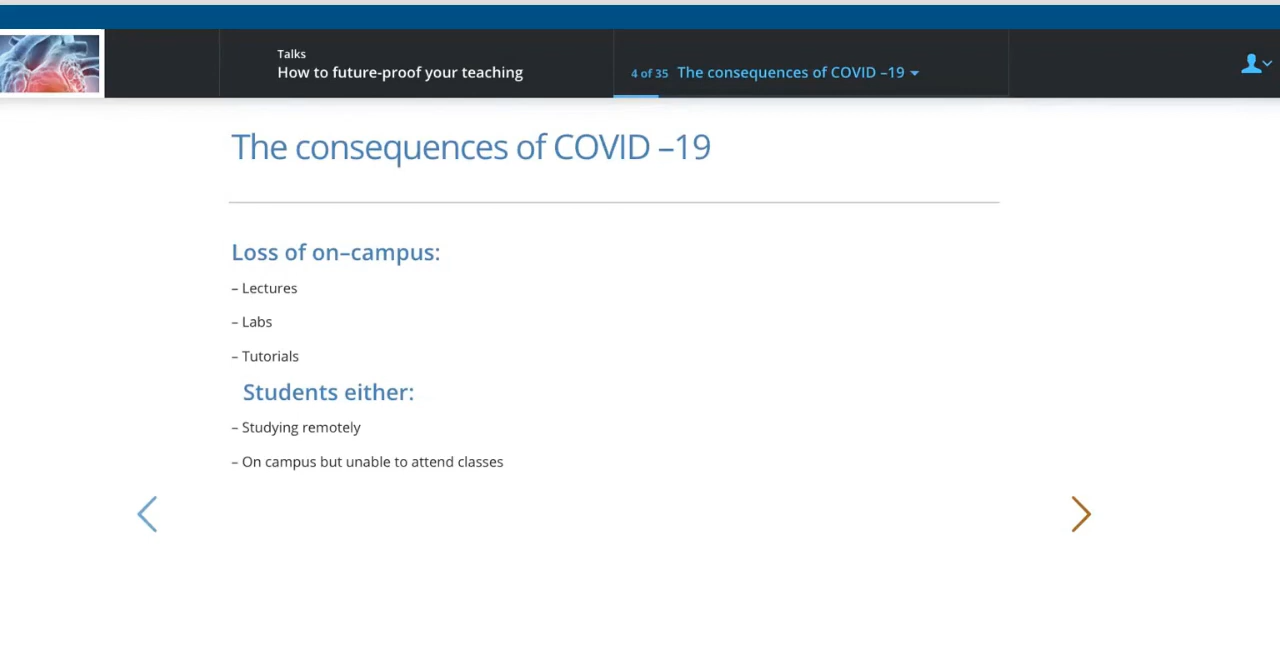 Talks
How to future-proof your teaching
4 of 35 The consequences of COVID –19
The consequences of COVID –19
Loss of on–campus:
– Lectures
– Labs
– Tutorials
Students either:
– Studying remotely
– On campus but unable to attend classes